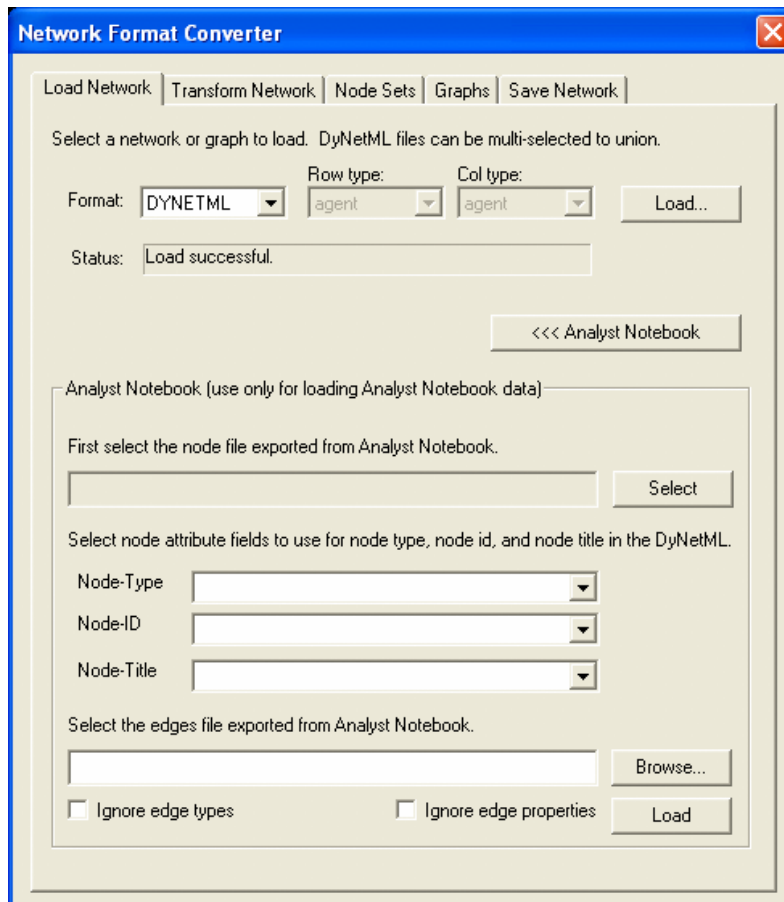 Network Format Converter
Load Network Transform Network Node Sets Graphs Save Network
Select a network or graph to load. DyNetML files can be multi-selected to union.
Row type: Col type:
Format: DYNETML agent agent Load...
Status: Load successful.
<<< Analyst Notebook
Analyst Notebook (use only for loading Analyst Notebook data)
First select the node file exported from Analyst Notebook.
Select
Select node attribute fields to use for node type, node id, and node title in the DyNetML.
Node-Type
Node-ID
Node-Title
Select the edges file exported from Analyst Notebook.
Browse...
Ignore edge types Ignore edge properties Load